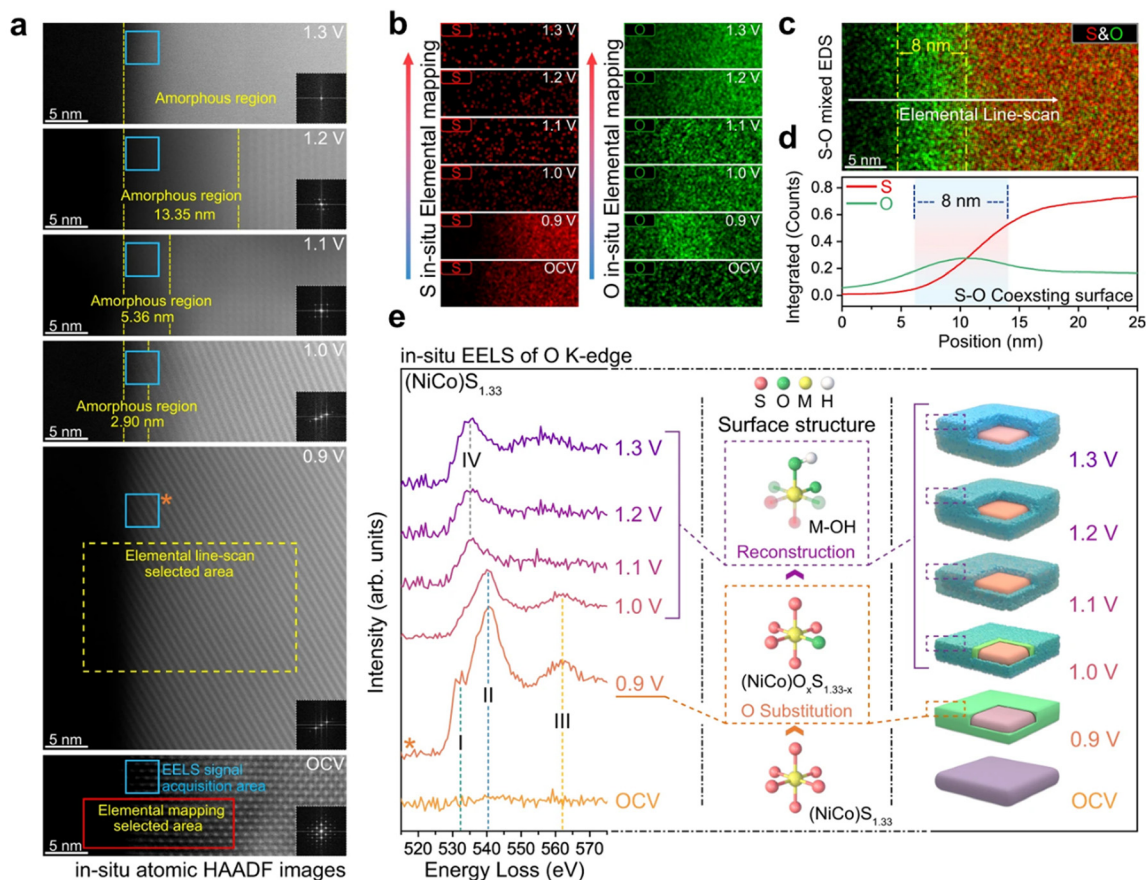 a
1.3 V
Amorphous region
5 nm
1.2 V
Amorphous region
13.35 nm
5 nm
1.1 V
Amorphous region
5.36 nm
5 nm
1.0 V
Amorphous region
2.90 nm
5 nm
0.9 V
*
Elemental line-scan
selected area
5 nm
OCV
EELS signal
acquisition area
Elemental mapping
selected area
5 nm
in-situ atomic HAADF images
b
S in-situ Elemental mapping
S
1.3 V
S
1.2 V
S
1.1 V
S
1.0 V
S
0.9 V
S
OCV
O in-situ Elemental mapping
O
1.3 V
O
1.2 V
O
1.1 V
O
1.0 V
O
0.9 V
O
OCV
c
S-O mixed EDS
S&O
8 nm
Elemental Line-scan
5 nm
d
Integrated (Counts)
0.8
0.6
0.4
0.2
0.0
S
O
8 nm
S-O Coexsting surface
0 5 10 15 20 25
Position (nm)
e
in-situ EELS of O K-edge
(NiCo)S1.33
Intensity (arb. units)
IV
1.3 V
1.2 V
1.1 V
1.0 V
0.9 V
I
II
III
*
OCV
520 530 540 550 560 570
Energy Loss (eV)
S O M H
Surface structure
M-OH
Reconstruction
(NiCo)OxS1.33-x
O Substitution
(NiCo)S1.33
1.3 V
1.2 V
1.1 V
1.0 V
0.9 V
OCV